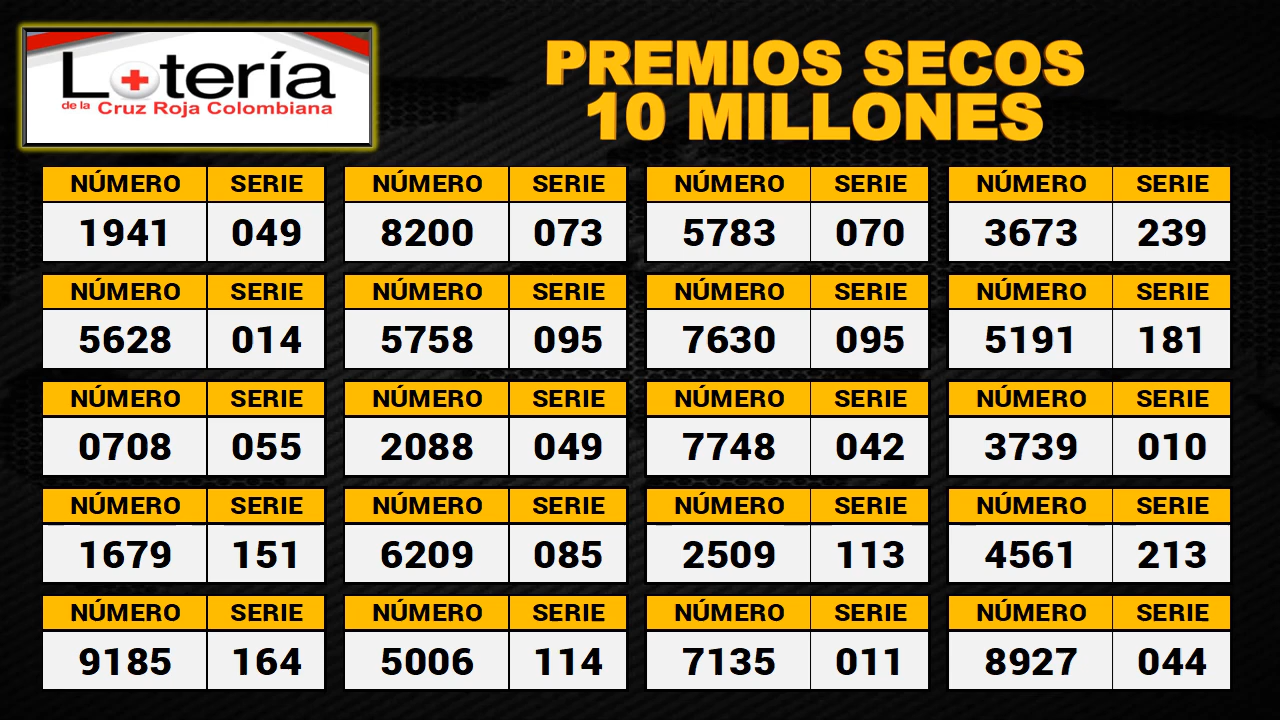 Lotería
de la Cruz Roja Colombiana
PREMIOS SECOS
10 MILLONES
NÚMERO SERIE NÚMERO SERIE NÚMERO SERIE NÚMERO SERIE
1941 049 8200 073 5783 070 3673 239
NÚMERO SERIE NÚMERO SERIE NÚMERO SERIE NÚMERO SERIE
5628 014 5758 095 7630 095 5191 181
NÚMERO SERIE NÚMERO SERIE NÚMERO SERIE NÚMERO SERIE
0708 055 2088 049 7748 042 3739 010
NÚMERO SERIE NÚMERO SERIE NÚMERO SERIE NÚMERO SERIE
1679 151 6209 085 2509 113 4561 213
NÚMERO SERIE NÚMERO SERIE NÚMERO SERIE NÚMERO SERIE
9185 164 5006 114 7135 011 8927 044